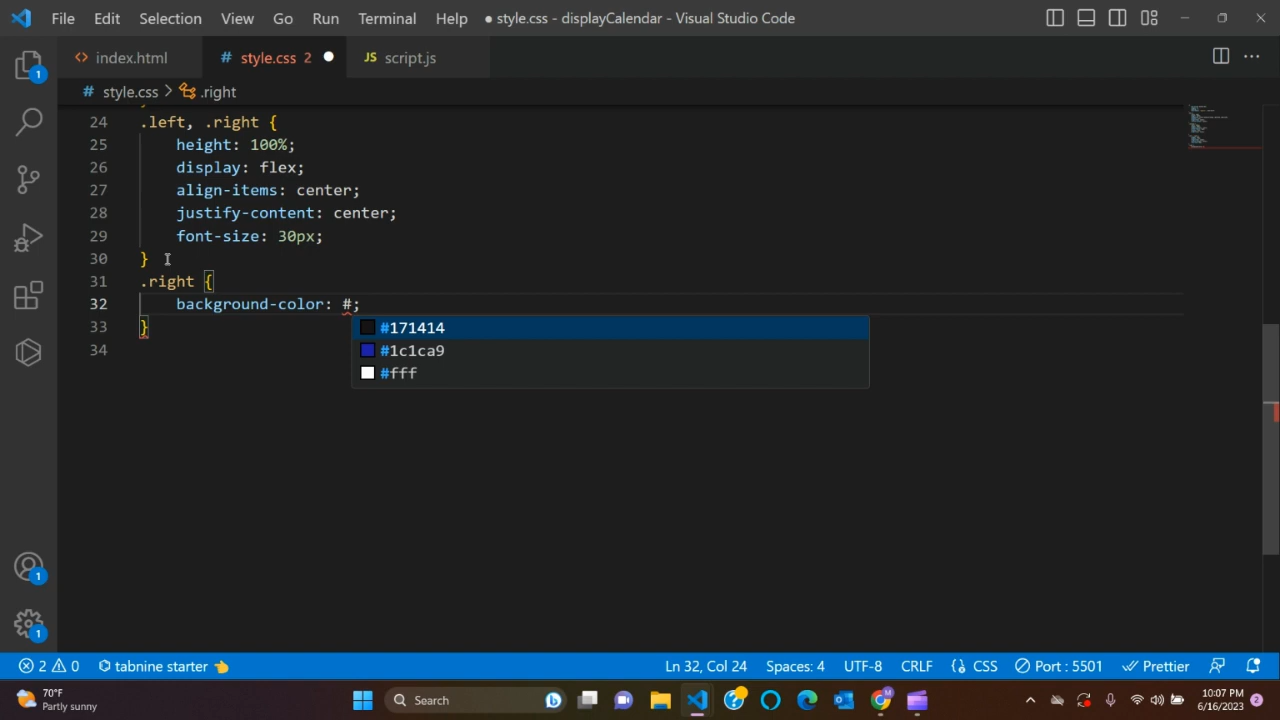 File Edit Selection View Go Run Terminal Help ● style.css - displayCalendar - Visual Studio Code
<> index.html # style.css 2 ● JS script.js
# style.css > .right
24 .left, .right {
25 height: 100%;
26 display: flex;
27 align-items: center;
28 justify-content: center;
29 font-size: 30px;
30 }
31 .right {
32 background-color: #;
33 }
#171414
34
#1c1ca9
#fff
1
1
1
2 0 tabnine starter Ln 32, Col 24 Spaces: 4 UTF-8 CRLF {} CSS Port : 5501 Prettier
70°F
Partly sunny
Search
10:07 PM
6/16/2023
2